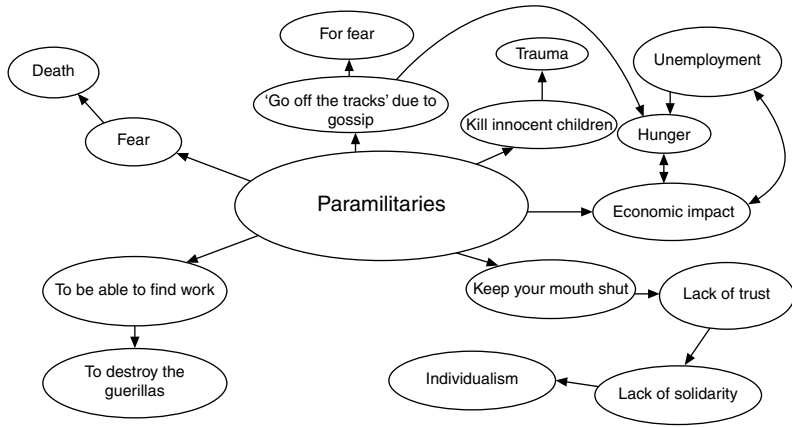 For fear
Trauma
Unemployment
Death
'Go off the tracks' due to
gossip
Kill innocent children
Hunger
Fear
Paramilitaries
Economic impact
To be able to find work
Keep your mouth shut
Lack of trust
To destroy the
guerillas
Individualism
Lack of solidarity